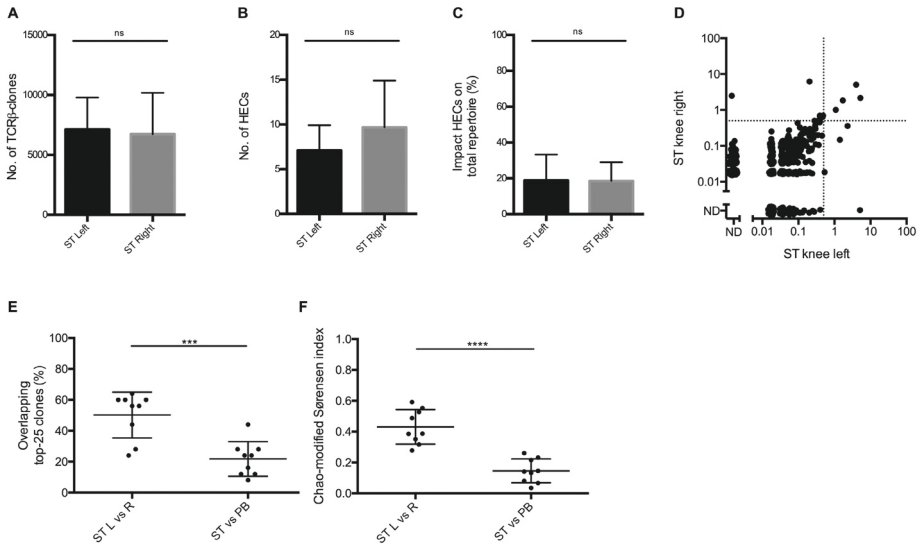 A
No. of TCRβ-clones
15000
10000
5000
0
ns
ST Left
ST Right
B
No. of HECs
20
15
10
5
0
ns
ST Left
ST Right
C
Impact HECs on
total repertoire (%)
100
80
60
40
20
0
ns
ST Left
ST Right
D
ST knee right
100
10
1
0.1
0.01
ND
ND
0.01
0.1
1
10
100
ST knee left
E
Overlapping
top-25 clones (%)
100
80
60
40
20
0
***
ST L vs R
ST vs PB
F
Chao-modified Sørensen index
1.0
0.8
0.6
0.4
0.2
0.0
****
ST L vs R
ST vs PB